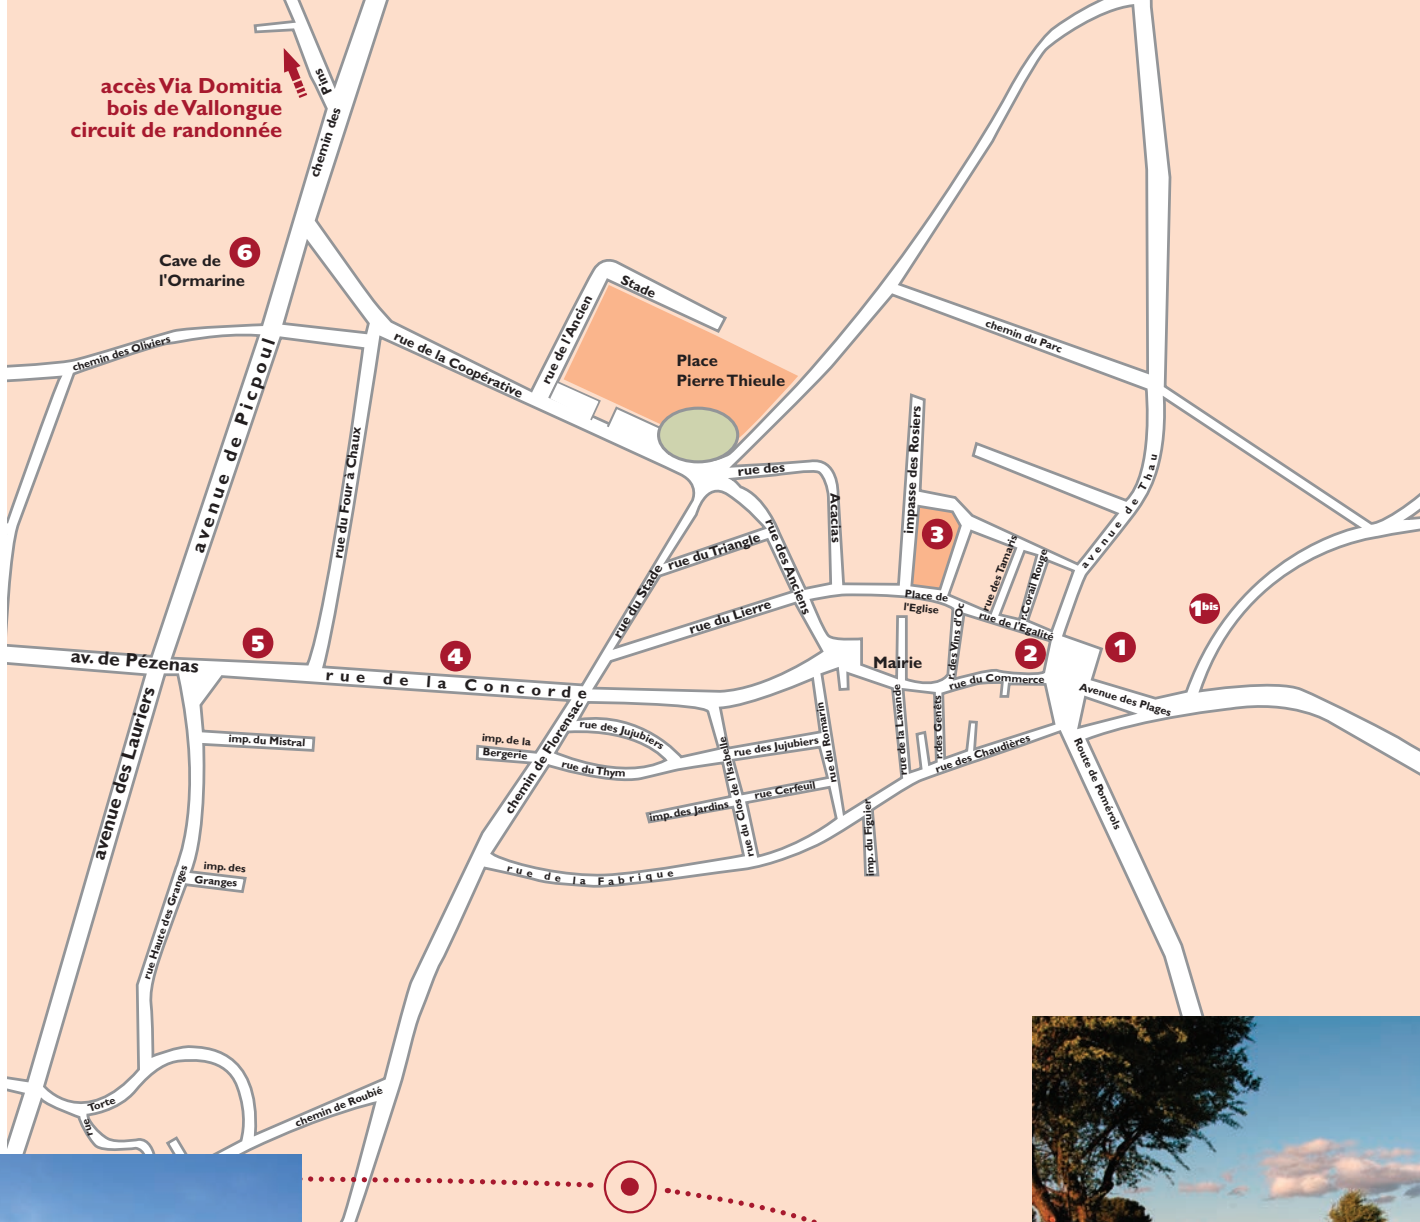 Pins
accès Via Domitia
bois de Vallongue
circuit de randonnée
chemin des
6
Cave de
l'Ormarine
Stade
rue de l'Ancien
chemin des Oliviers
rue de la Coopérative
Place
Pierre Thieule
chemin du Parc
avenue de Picpoul
rue du Four à Chaux
rue des
Acacias
impasse des Rosiers
avenue de Thau
3
rue du Triangle
rue des Anciens
rue du Stade
rue des Tamaris
r.Corail Rouge
rue du Lierre
Place de
l'Eglise
r.des Vins d'Oc
rue de l'Egalité
1bis
1
2
5
4
av. de Pézenas
rue de la Concorde
Mairie
rue du Commerce
Avenue des Plages
avenue des Lauriers
imp. du Mistral
imp. de la
Bergerie
chemin de Florensac
rue des Jujubiers
rue du Thym
rue des Jujubiers
rue du Clos de l'Isabelle
rue du Romarin
rue de la Lavande
r.des Genêts
rue des Chaudières
Route de Pomérols
imp. des Jardins
rue Cerfeuil
imp. du Figuier
rue de la Fabrique
imp. des
Granges
rue Haute des Granges
rue
Torte
chemin de Roubié